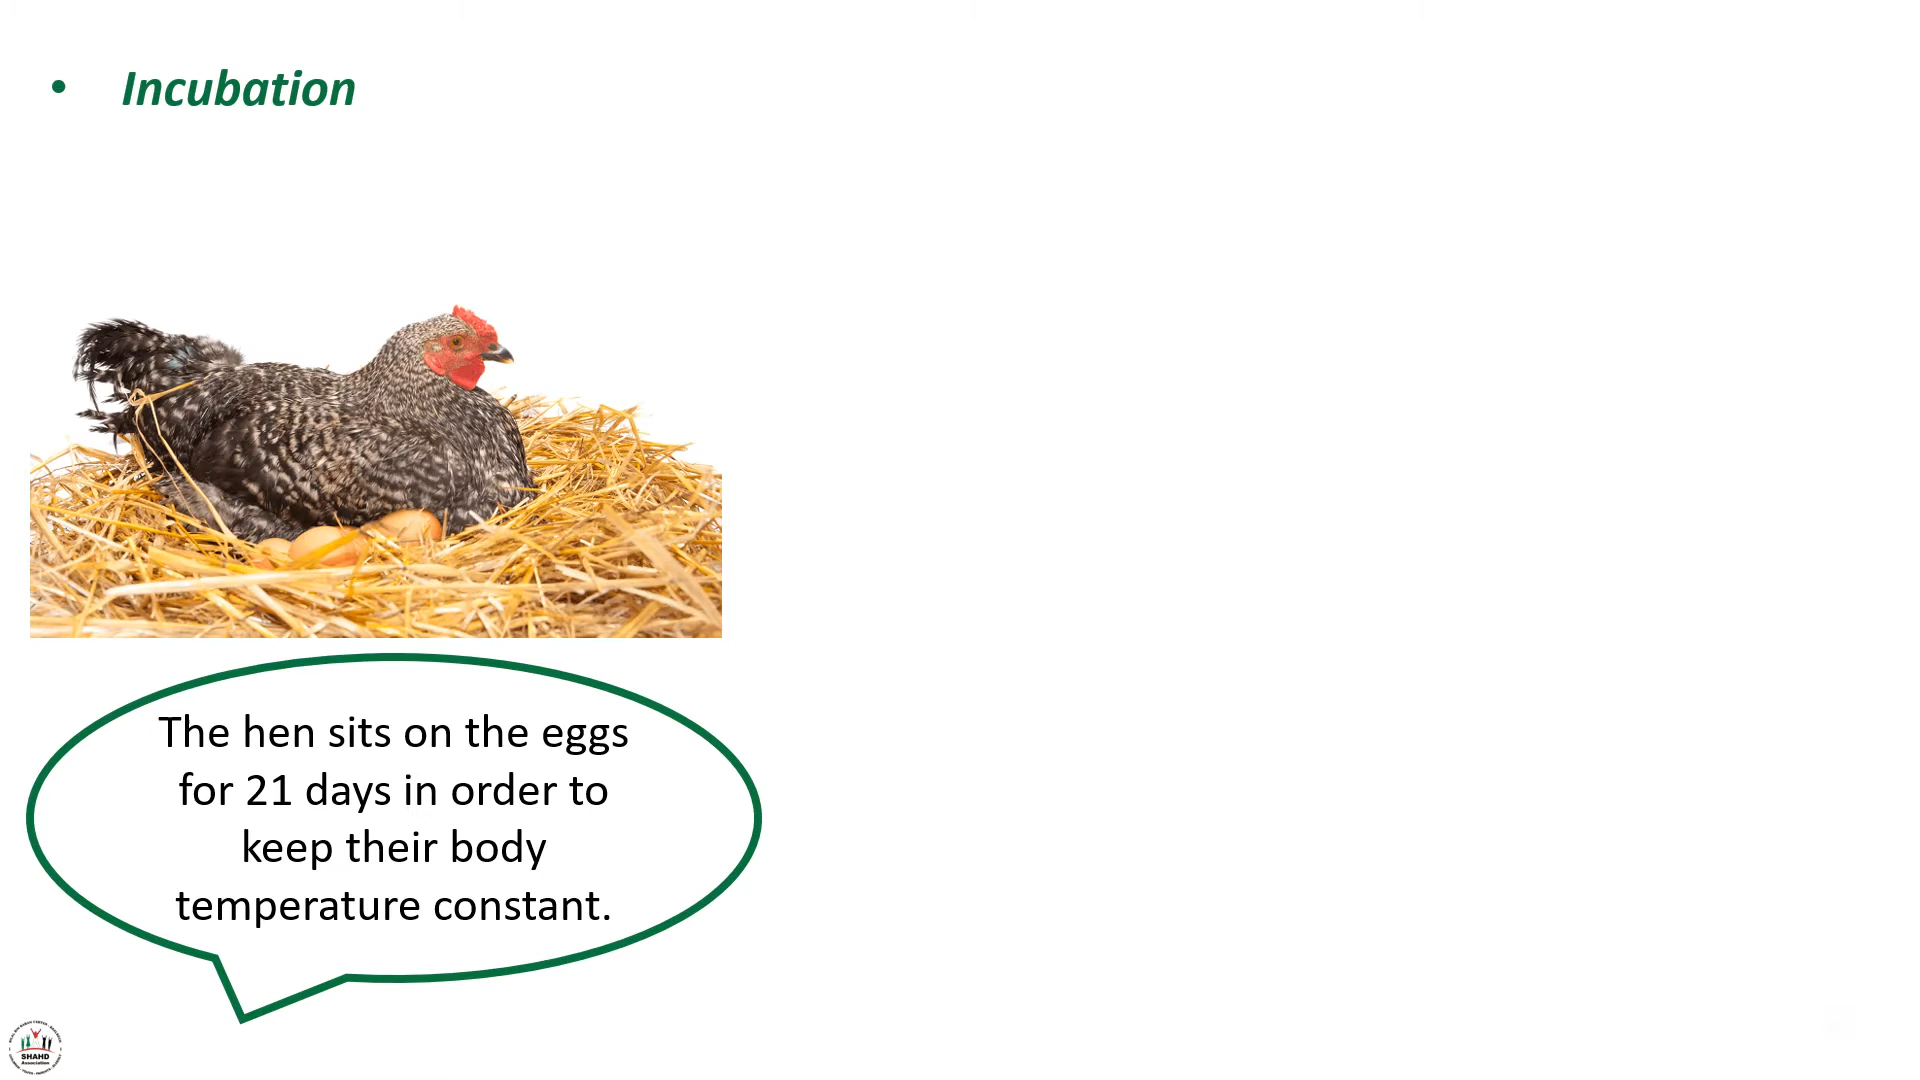 • Incubation
The hen sits on the eggs
for 21 days in order to
keep their body
temperature constant.
SHAHD
Association